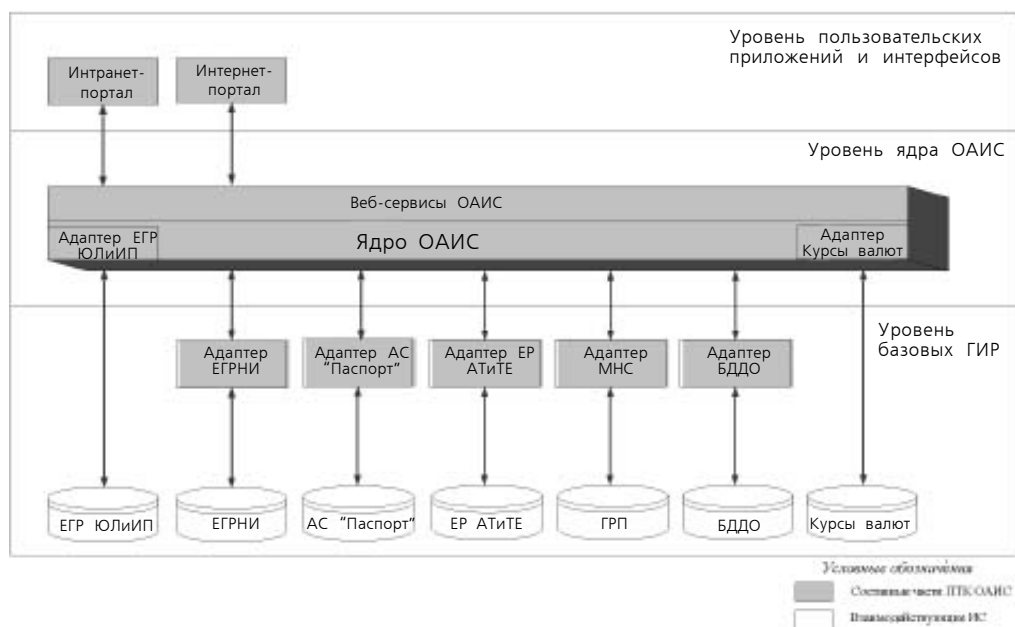 Уровень пользовательских
приложений и интерфейсов
Интранет-
портал
Интернет-
портал
Уровень ядра ОАИС
Веб-сервисы ОАИС
Адаптер ЕГР
ЮЛиИП
Ядро ОАИС
Адаптер
Курсы валют
Уровень
базовых ГИР
Адаптер
ЕГРНИ
Адаптер АС
“Паспорт”
Адаптер ЕР
АТиТЕ
Адаптер
МНС
Адаптер
БДДО
ЕГР ЮЛиИП
ЕГРНИ
АС “Паспорт”
ЕР АТиТЕ
ГРП
БДДО
Курсы валют
Условные обозначения
Составные части ПТК ОАИС
Взаимодействующие ИС